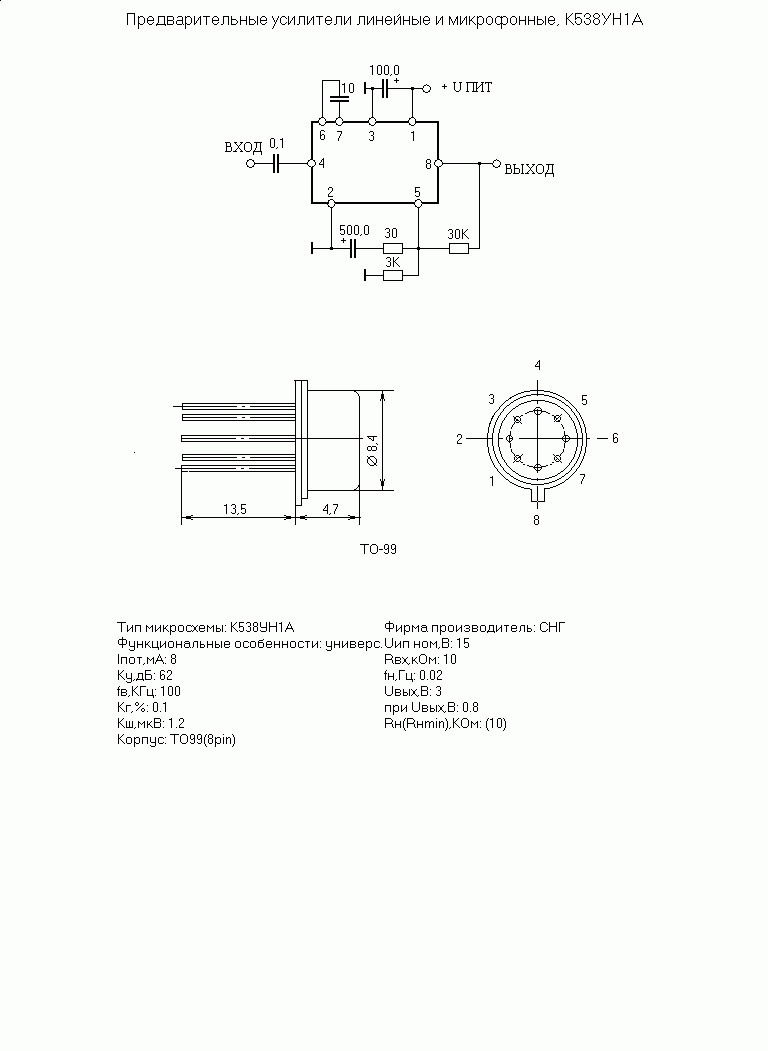 Предварительные усилители линейные и микрофонные, К538УН1А
100,0
+
10
+ U ПИТ
6 7 3 1
ВХОД 0,1
4
8
ВЫХОД
2 5
500,0
+
30
30К
3К
4
3
5
2
6
1
7
8
Ø 8,4
13,5
4,7
ТО-99
Тип микросхемы: К538УН1А
Фирма производитель: СНГ
Функциональные особенности: универс.
Uип ном,В: 15
Iпот,мА: 8
Rвх,кОм: 10
Ку,дБ: 62
fн,Гц: 0.02
fв,КГц: 100
Uвых,В: 3
Кг,%: 0.1
при Uвых,В: 0.8
Кш,мкВ: 1.2
Rн(Rнmin),КОм: (10)
Корпус: ТО99(8pin)